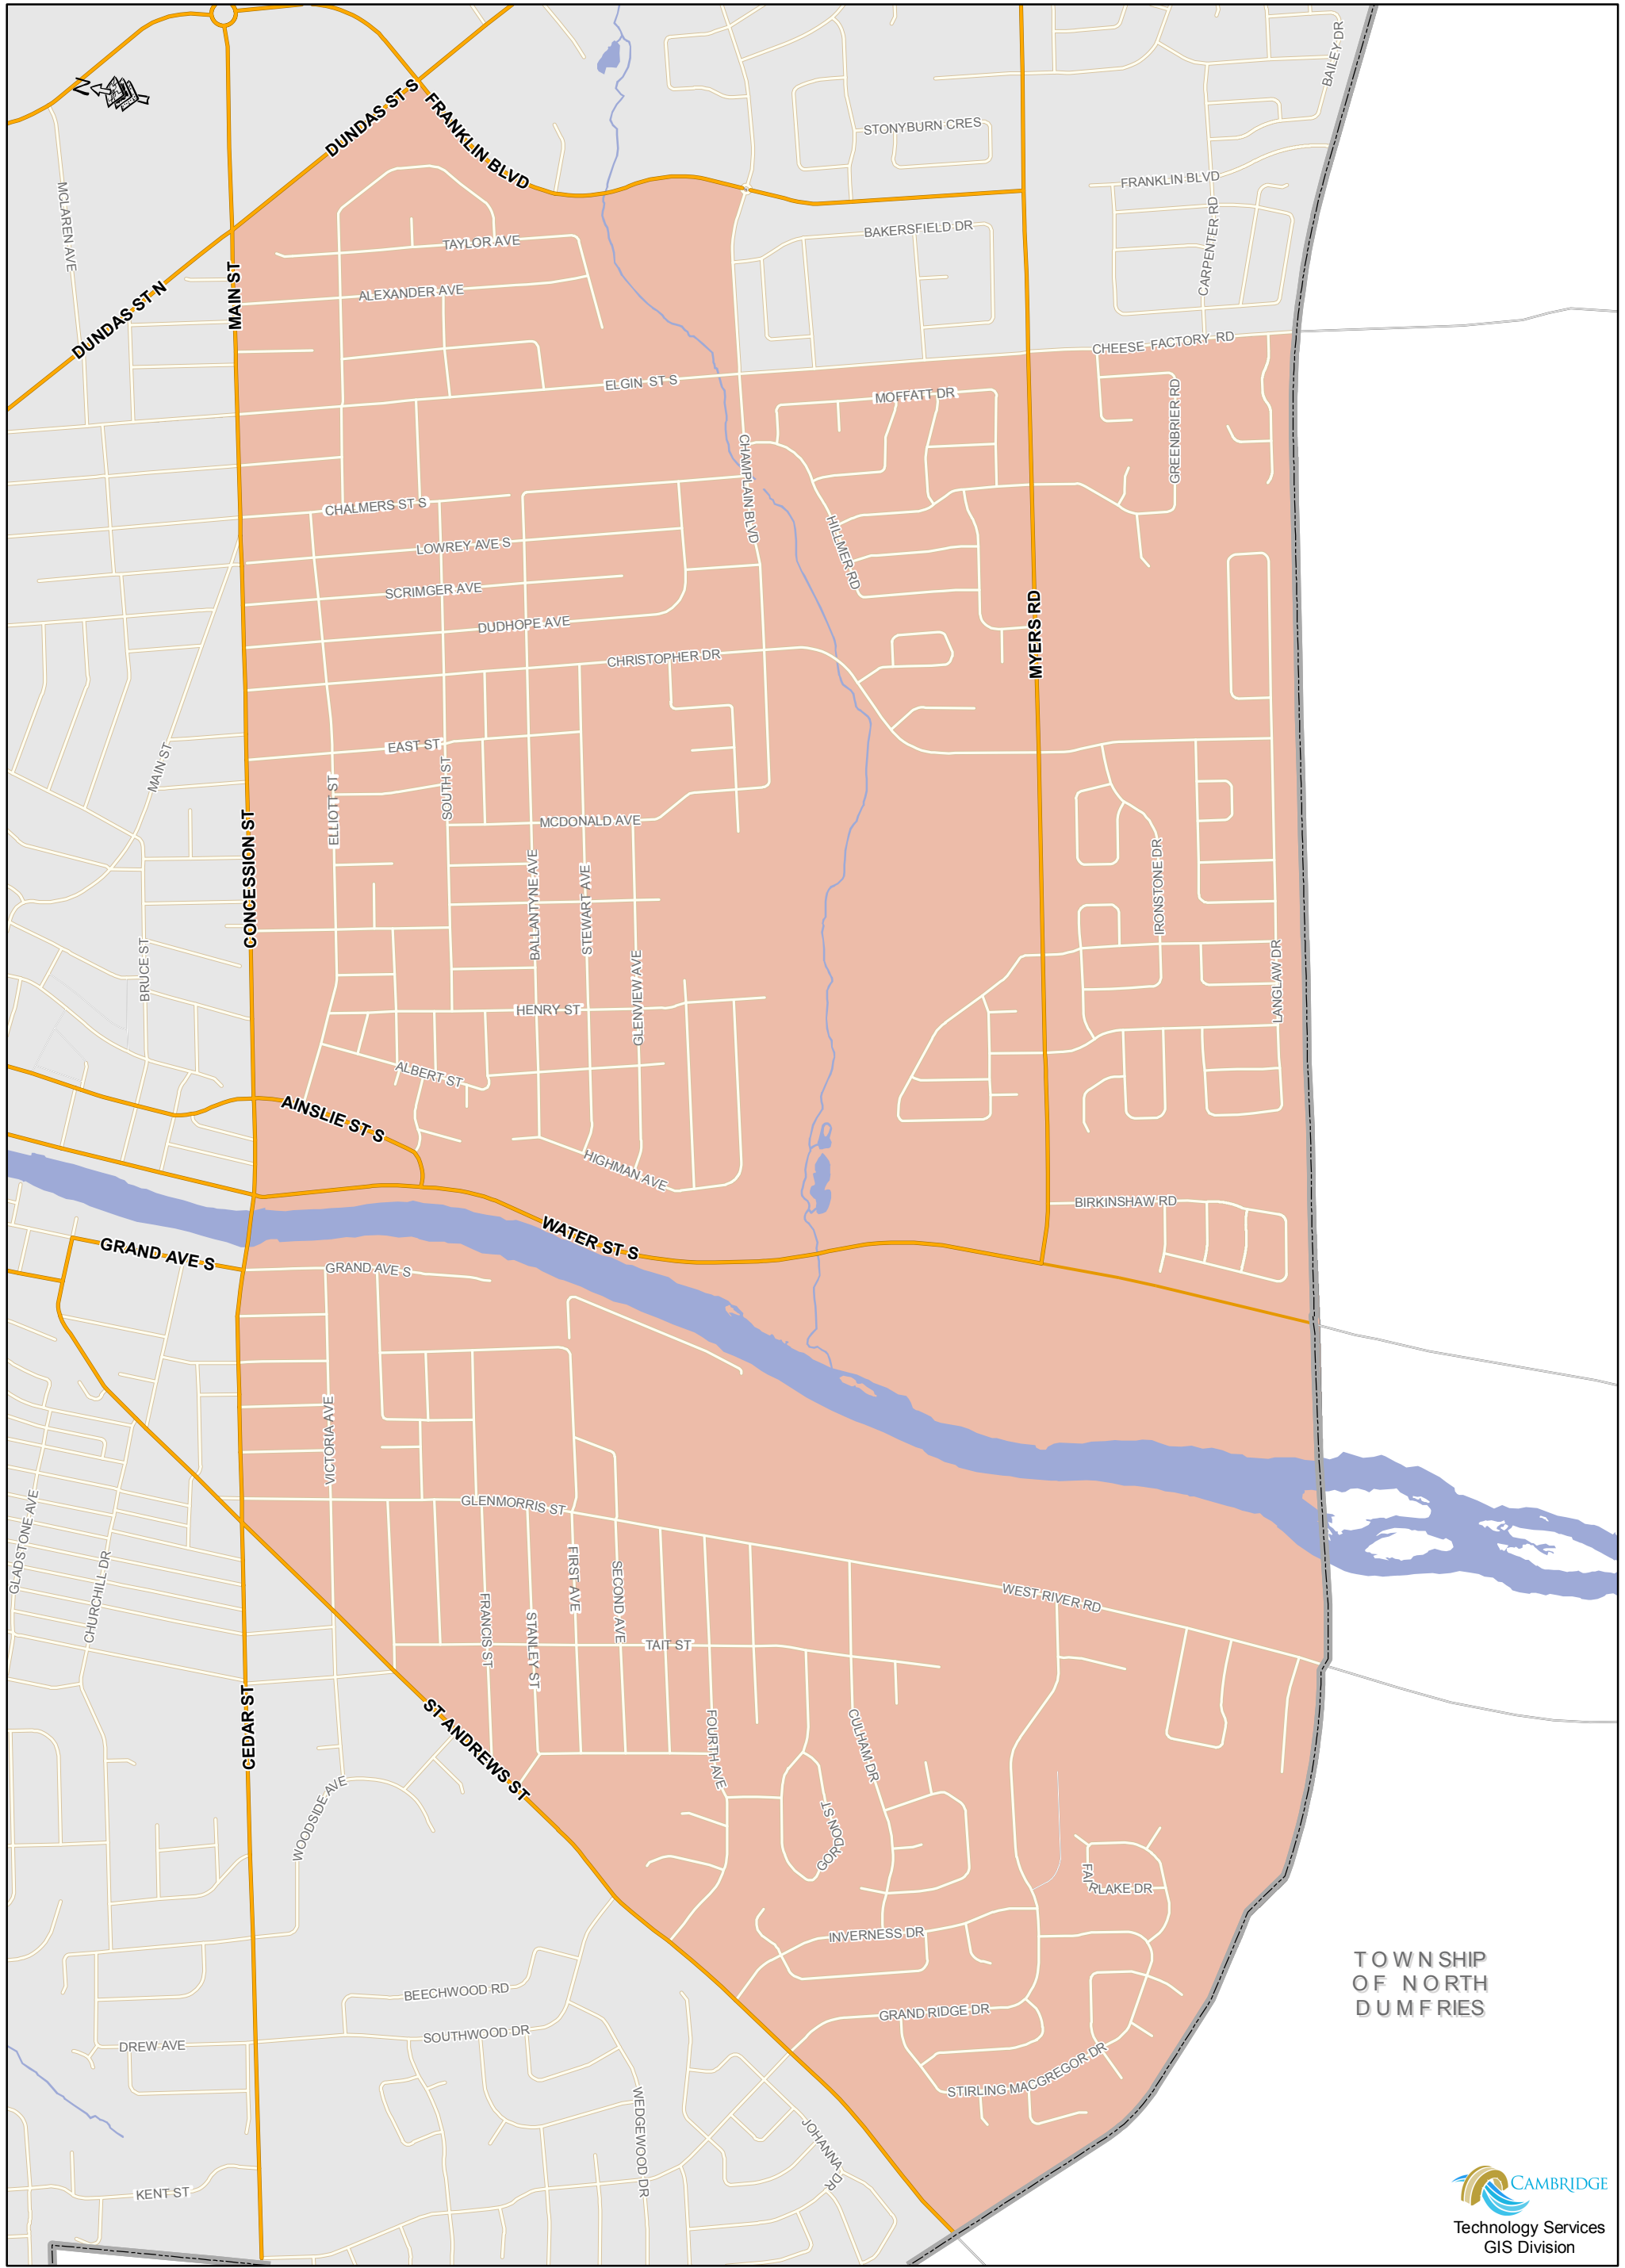 BAILEY DR
N
DUNDAS ST S
FRANKLIN BLVD
STONYBURN CRES
FRANKLIN BLVD
MCLAREN AVE
TAYLOR AVE
BAKERSFIELD DR
CARPENTER RD
MAIN ST
ALEXANDER AVE
DUNDAS ST N
CHEESE FACTORY RD
ELGIN ST S
MOFFATT DR
GREENBRIER RD
CHAMPLAIN BLVD
CHALMERS ST S
HILLMER RD
LOWREY AVE S
SCRIMGER AVE
DUDHOPE AVE
MYERS RD
CHRISTOPHER DR
EAST ST
MAIN ST
SOUTH ST
ELLIOTT ST
MCDONALD AVE
CONCESSION ST
BALLANTYNE AVE
STEWART AVE
IRONSTONE DR
BRUCE ST
GLENVIEW AVE
LANGLAW DR
HENRY ST
ALBERT ST
AINSLIE ST S
HIGHMAN AVE
BIRKINSHAW RD
WATER ST S
GRAND AVE S
GRAND AVE S
VICTORIA AVE
GLENMORRIS ST
GLADSTONE AVE
CHURCHILL DR
FIRST AVE
SECOND AVE
WEST RIVER RD
FRANCIS ST
STANLEY ST
TAIT ST
CEDAR ST
ST ANDREWS ST
FOURTH AVE
CULHAM DR
WOODSIDE AVE
GORDON ST
FAIRLAKE DR
INVERNESS DR
TOWNSHIP
OF NORTH
DUMFRIES
BEECHWOOD RD
GRAND RIDGE DR
SOUTHWOOD DR
DREW AVE
STIRLING MACGREGOR DR
WEDGEWOOD DR
JOHANNA DR
KENT ST
CAMBRIDGE
Technology Services
GIS Division